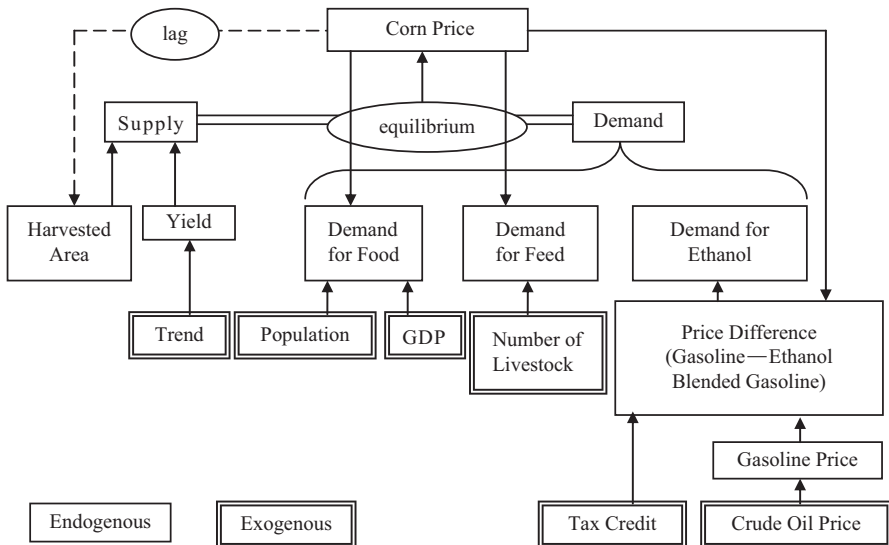 lag
Corn Price
Supply
equilibrium
Demand
Harvested
Area
Yield
Demand
for Food
Demand
for Feed
Demand for
Ethanol
Trend
Population
GDP
Number of
Livestock
Price Difference
(Gasoline—Ethanol
Blended Gasoline)
Gasoline Price
Endogenous
Exogenous
Tax Credit
Crude Oil Price